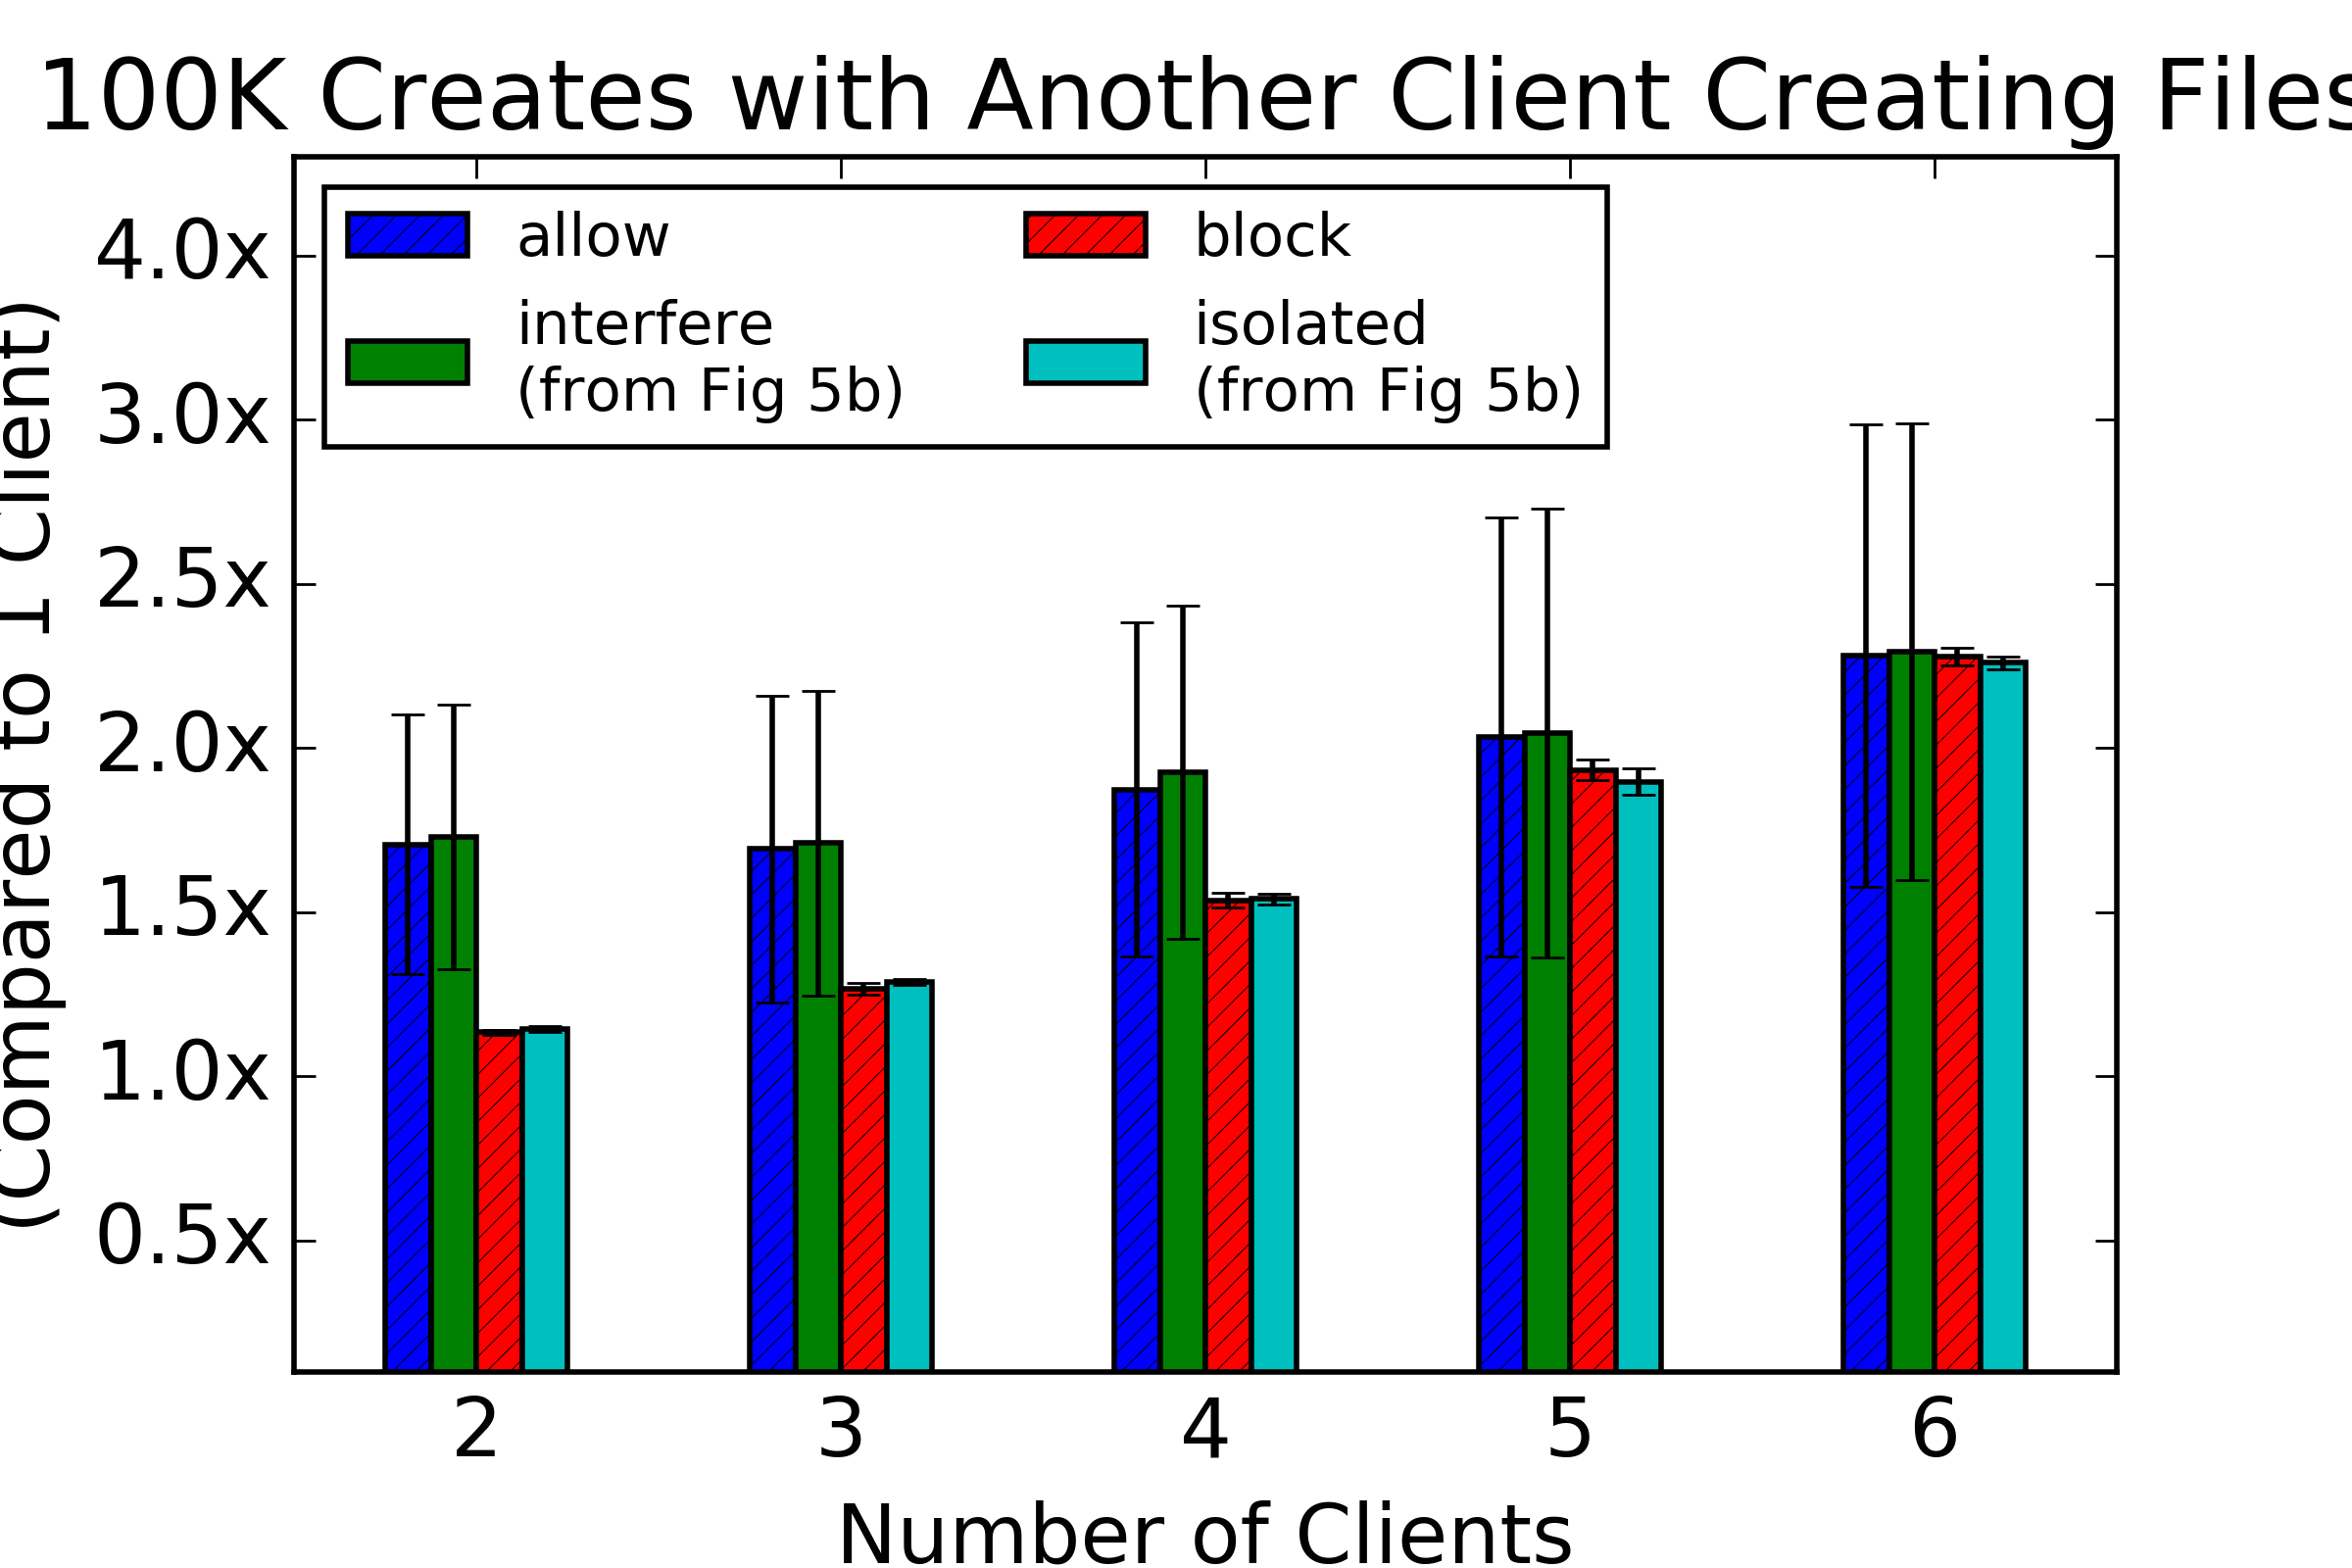 100K Creates with Another Client Creating Files
allow
block
interfere
(from Fig 5b)
isolated
(from Fig 5b)
4.0x
3.0x
2.5x
2.0x
1.5x
1.0x
0.5x
(Compared to 1 Client)
2 3 4 5 6
Number of Clients